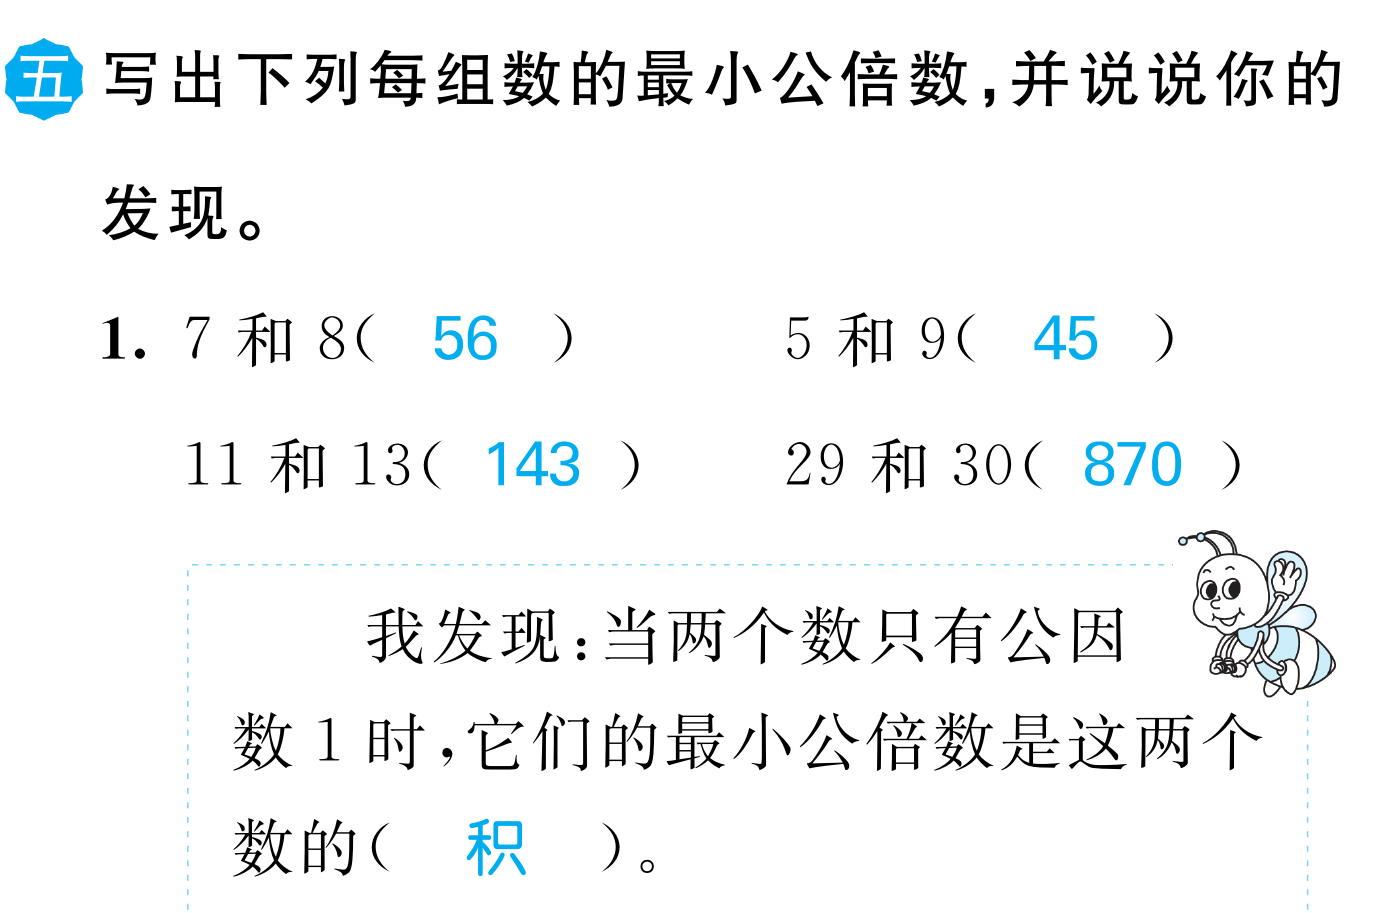 五 写出下列每组数的最小公倍数,并说说你的
发现。
1. 7 和 8( 56 ) 5 和 9( 45 )
11 和 13( 143 ) 29 和 30( 870 )
我发现:当两个数只有公因
数 1 时,它们的最小公倍数是这两个
数的( 积 )。